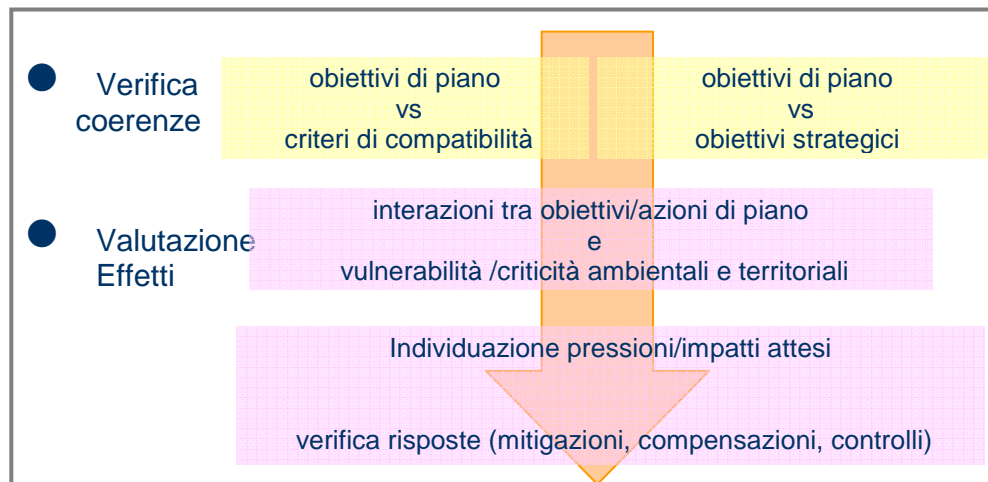 Verifica
coerenze
obiettivi di piano
vs
criteri di compatibilità
obiettivi di piano
vs
obiettivi strategici
Valutazione
Effetti
interazioni tra obiettivi/azioni di piano
e
vulnerabilità /criticità ambientali e territoriali
Individuazione pressioni/impatti attesi
verifica risposte (mitigazioni, compensazioni, controlli)